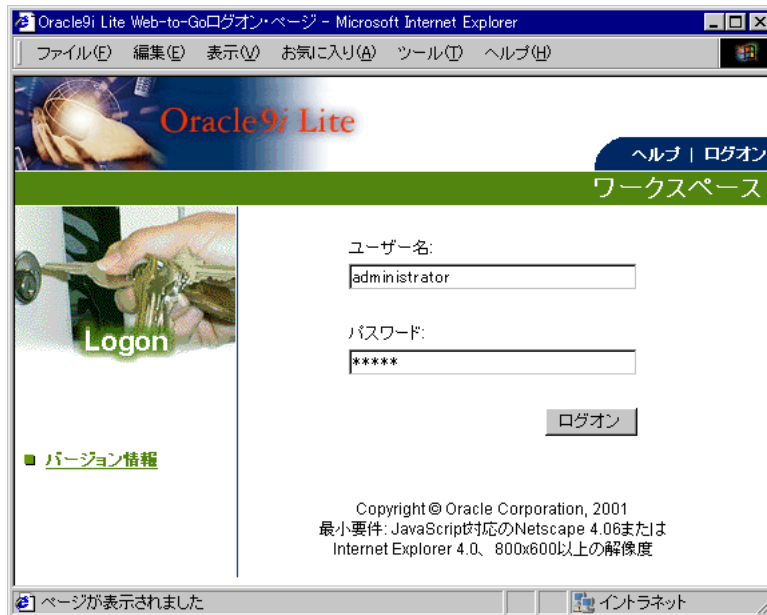 Oracle9i Lite Web-to-Goログオン・ページ - Microsoft Internet Explorer
ファイル(F) 編集(E) 表示(V) お気に入り(A) ツール(T) ヘルプ(H)
Oracle9i Lite
ヘルプ | ログオン
ワークスペース
ユーザー名:
administrator
パスワード:
*****
Logon
ログオン
バージョン情報
Copyright © Oracle Corporation, 2001
最小要件: JavaScript対応のNetscape 4.06または
Internet Explorer 4.0、800x600以上の解像度
ページが表示されました
イントラネット